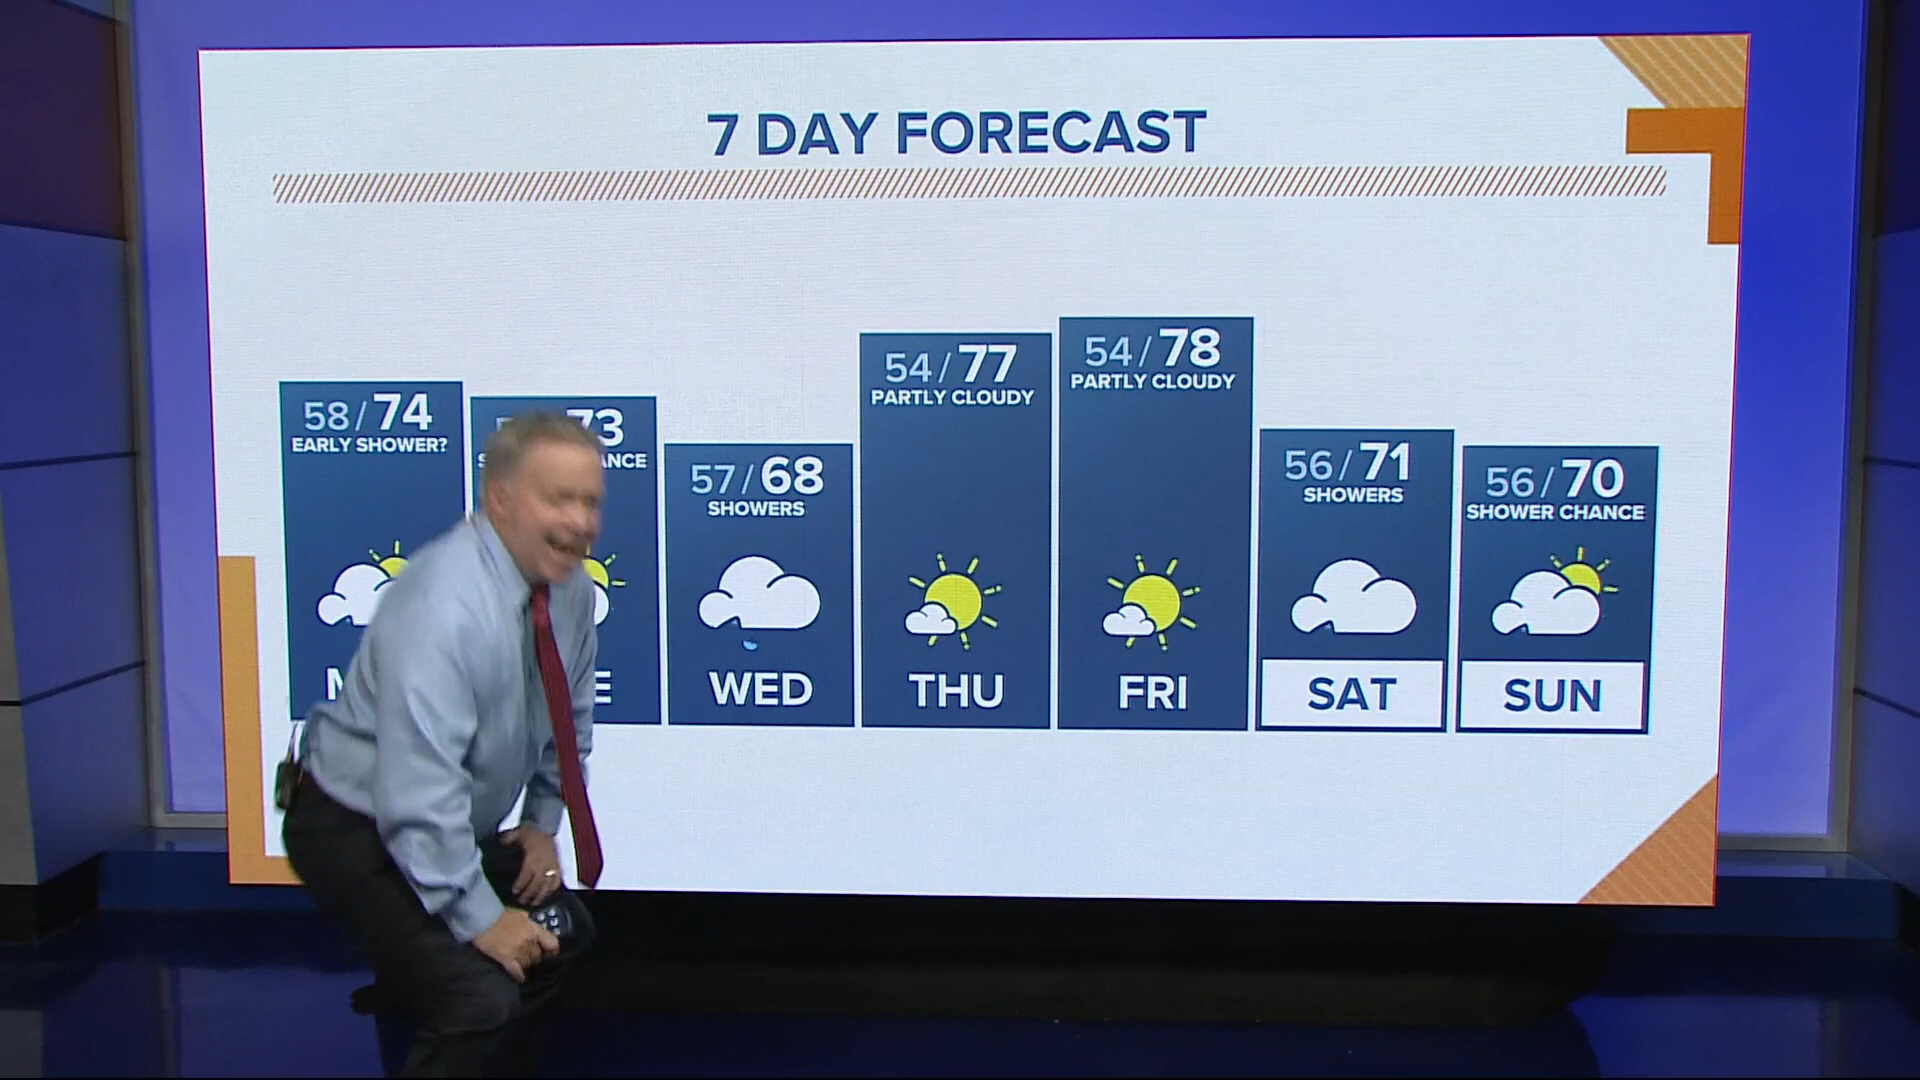 7 DAY FORECAST
58/74
EARLY SHOWER?
73
57/68
SHOWERS
WED
54/77
PARTLY CLOUDY
THU
54/78
PARTLY CLOUDY
FRI
56/71
SHOWERS
SAT
56/70
SHOWER CHANCE
SUN